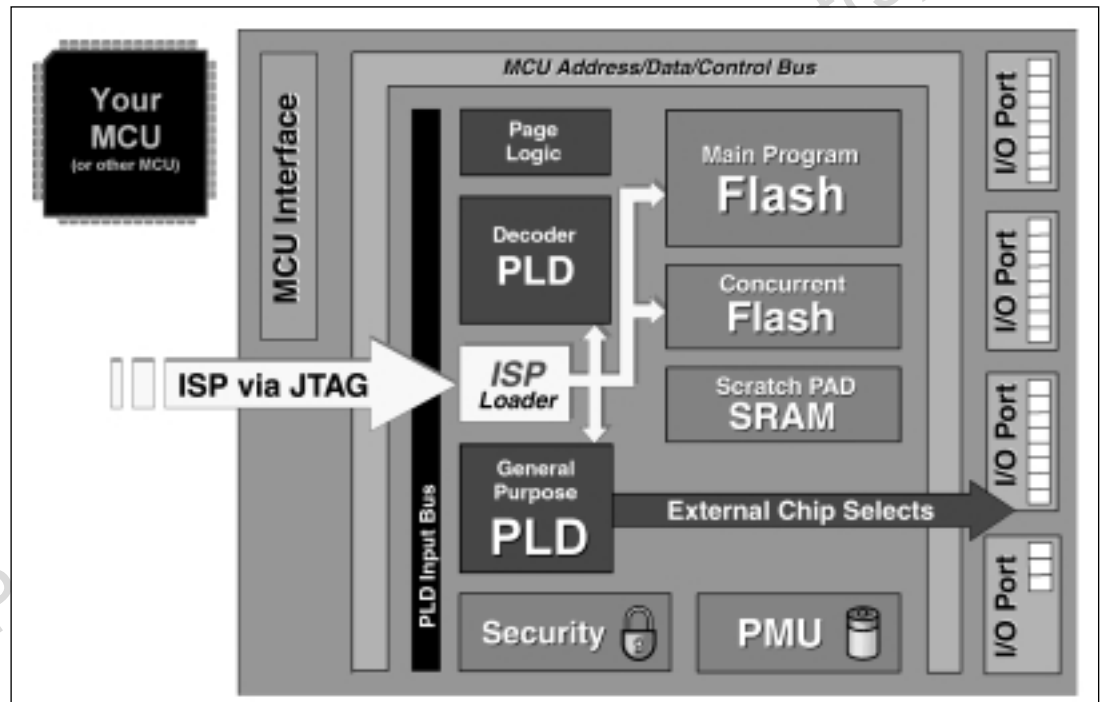 Your
MCU
(or other MCU)
MCU Interface
MCU Address/Data/Control Bus
Page
Logic
Main Program
Flash
I/O Port
Decoder
PLD
Concurrent
Flash
I/O Port
ISP via JTAG
ISP
Loader
Scratch PAD
SRAM
I/O Port
PLD Input Bus
General
Purpose
PLD
External Chip Selects
I/O Port
Security
PMU